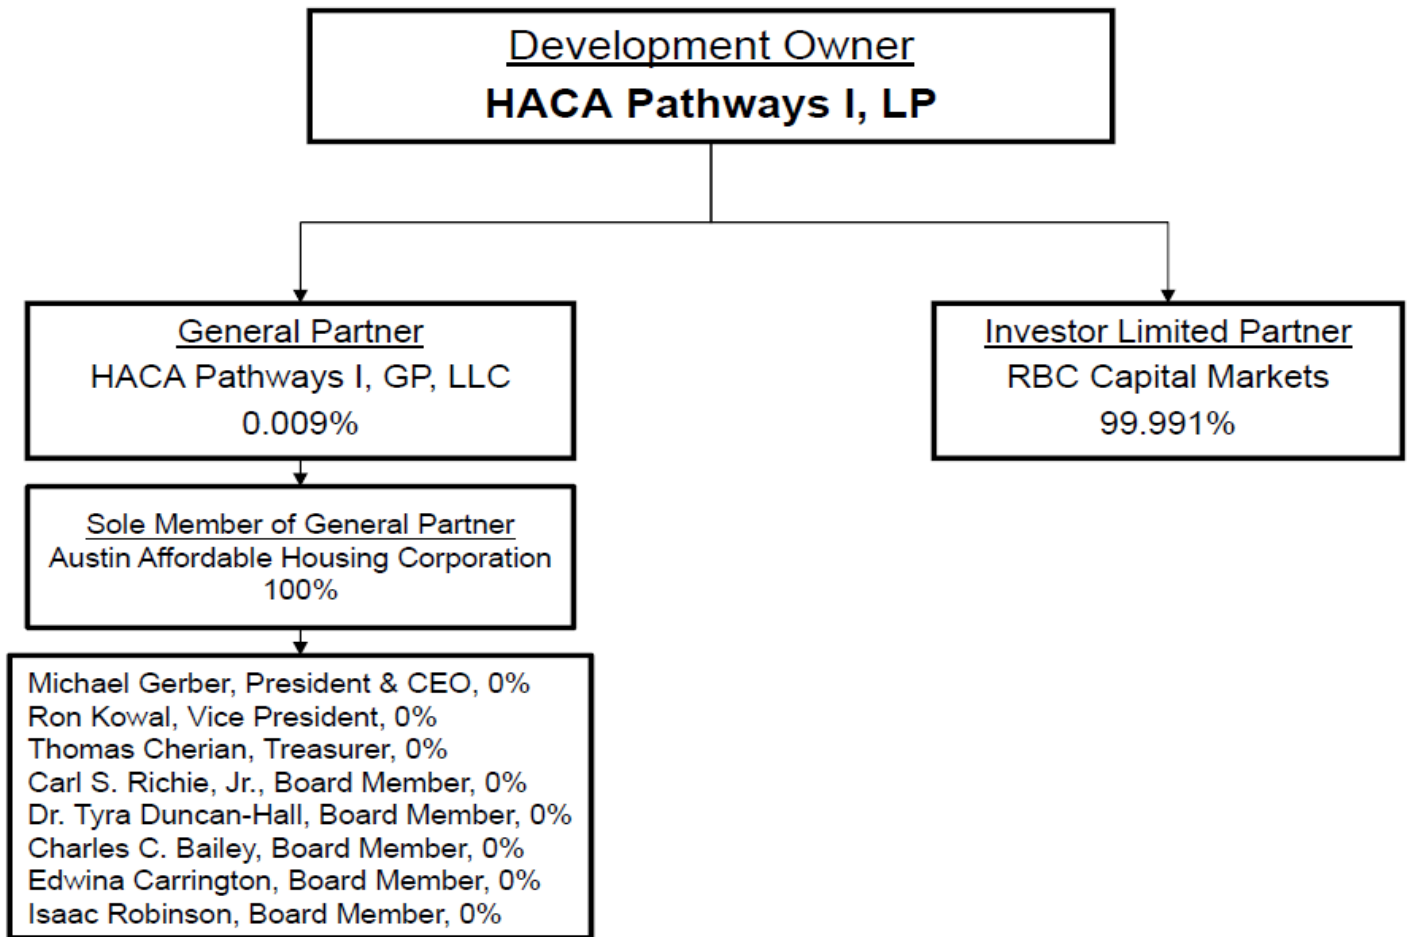 Development Owner
HACA Pathways I, LP
General Partner
HACA Pathways I, GP, LLC
0.009%
Investor Limited Partner
RBC Capital Markets
99.991%
Sole Member of General Partner
Austin Affordable Housing Corporation
100%
Michael Gerber, President & CEO, 0%
Ron Kowal, Vice President, 0%
Thomas Cherian, Treasurer, 0%
Carl S. Richie, Jr., Board Member, 0%
Dr. Tyra Duncan-Hall, Board Member, 0%
Charles C. Bailey, Board Member, 0%
Edwina Carrington, Board Member, 0%
Isaac Robinson, Board Member, 0%